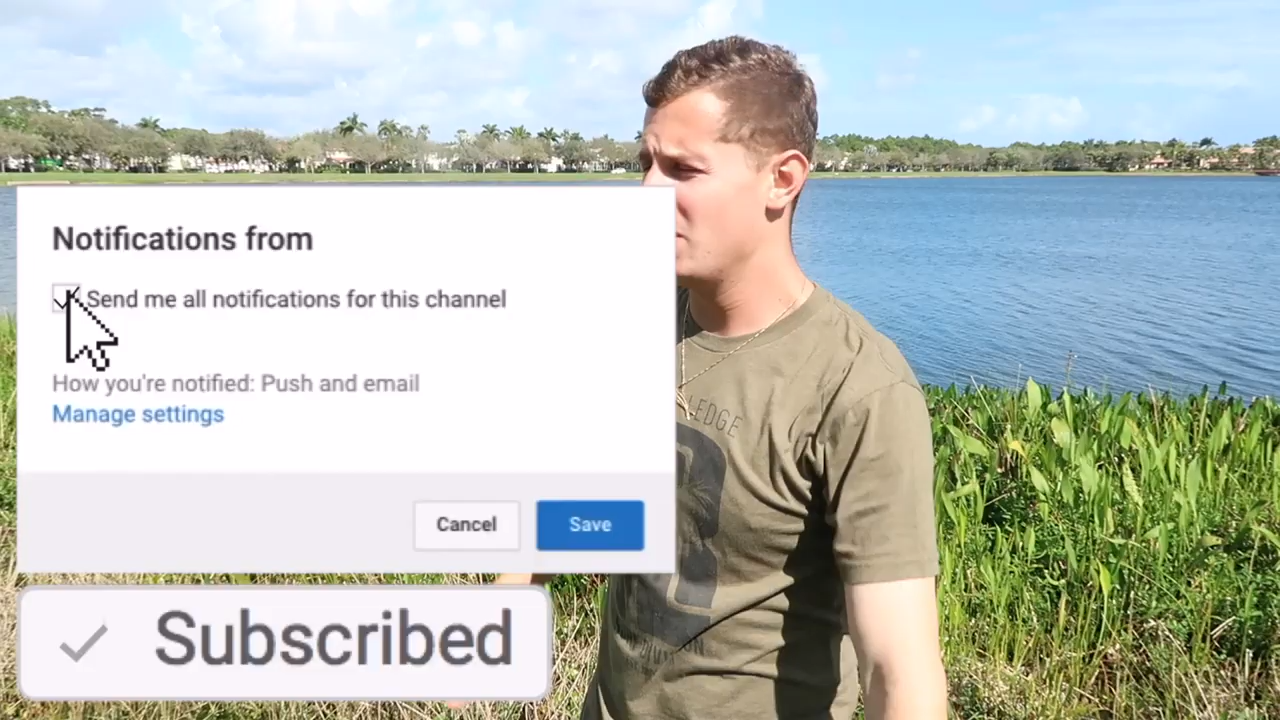 Notifications from
Send me all notifications for this channel
How you're notified: Push and email
Manage settings
Cancel
Save
Subscribed